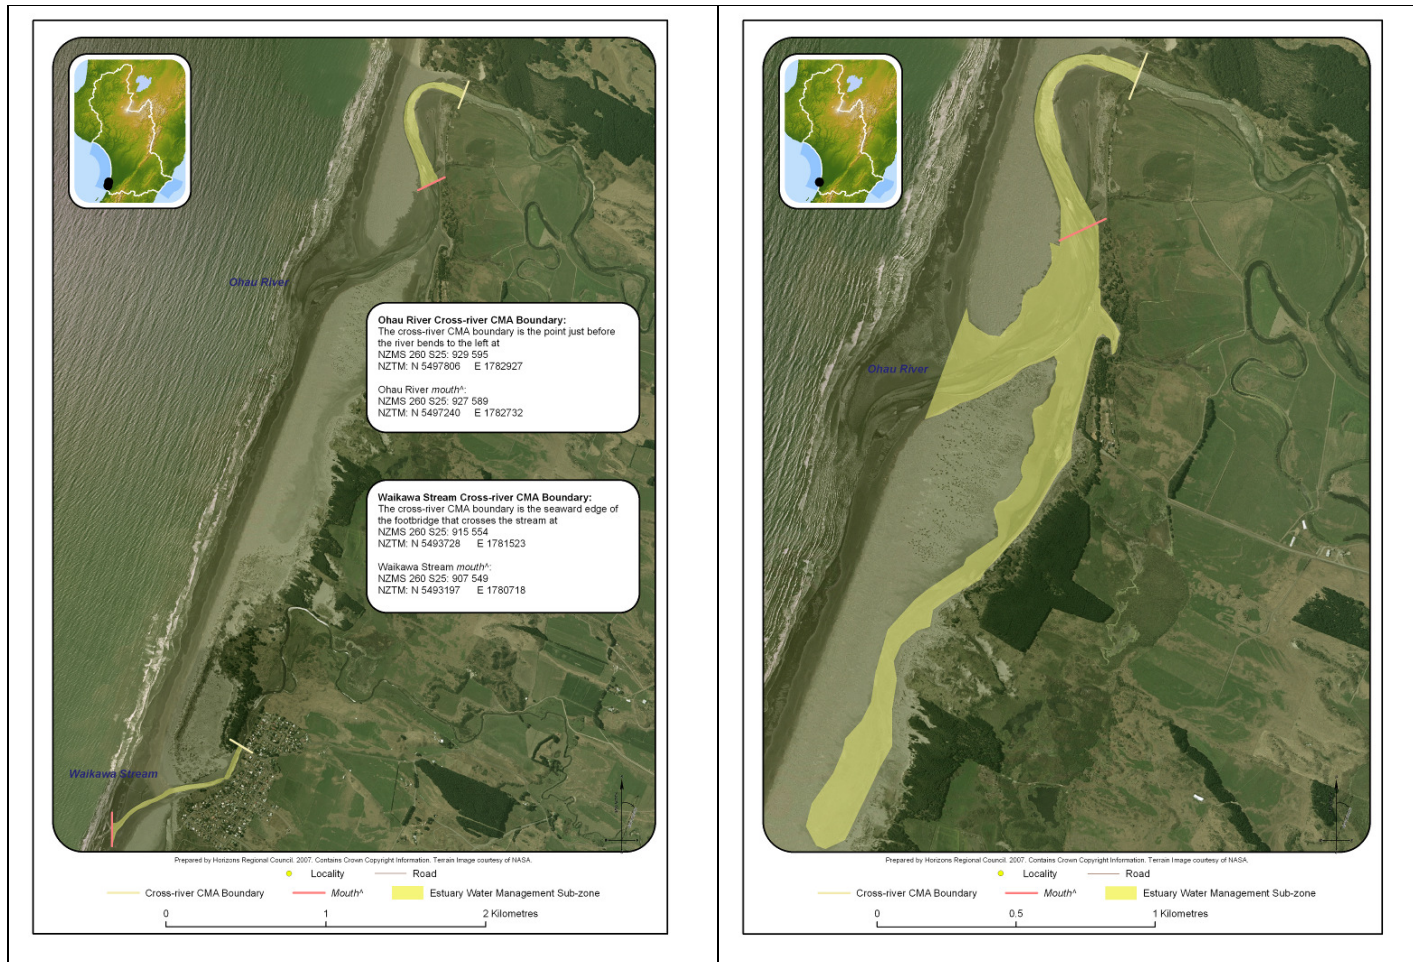 Ohau River
Ohau River Cross-river CMA Boundary:
The cross-river CMA boundary is the point just before
the river bends to the left at
NZMS 260 S25: 929 595
NZTM: N 5497806 E 1782927
Ohau River mouth^:
NZMS 260 S25: 927 589
NZTM: N 5497240 E 1782732
Waikawa Stream Cross-river CMA Boundary:
The cross-river CMA boundary is the seaward edge of
the footbridge that crosses the stream at
NZMS 260 S25: 915 554
NZTM: N 5493728 E 1781523
Waikawa Stream mouth^:
NZMS 260 S25: 907 549
NZTM: N 5493197 E 1780718
Waikawa Stream
Prepared by Horizons Regional Council. 2007. Contains Crown Copyright Information. Terrain Image courtesy of NASA.
Locality Road
Cross-river CMA Boundary Mouth^ Estuary Water Management Sub-zone
0 1 2 Kilometres
Ohau River
Prepared by Horizons Regional Council. 2007. Contains Crown Copyright Information. Terrain Image courtesy of NASA.
Locality Road
Cross-river CMA Boundary Mouth^ Estuary Water Management Sub-zone
0 0.5 1 Kilometres